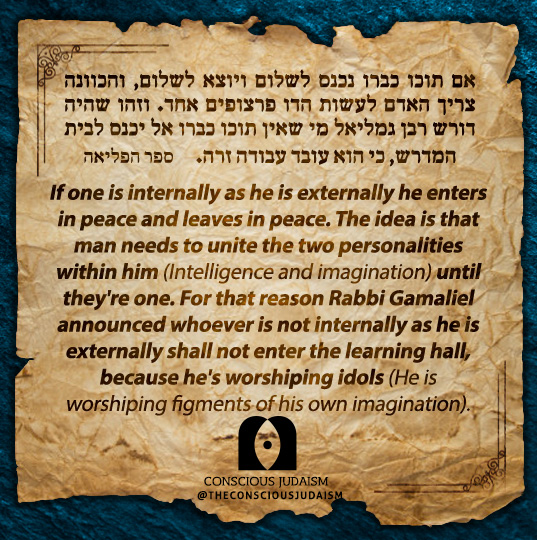 אם תוכו כברו נכנס לשלום ויוצא לשלום, והכוונה
צריך האדם לעשות הדו פרצופים אחד. וזהו שהיה
דורש רבן גמליאל מי שאין תוכו כברו אל יכנס לבית
המדרש, כי הוא עובד עבודה זרה. ספר הפליאה
If one is internally as he is externally he enters
in peace and leaves in peace. The idea is that
man needs to unite the two personalities
within him (Intelligence and imagination) until
they're one. For that reason Rabbi Gamaliel
announced whoever is not internally as he is
externally shall not enter the learning hall,
because he's worshiping idols (He is
worshiping figments of his own imagination).
CONSCIOUS JUDAISM
@THECONSCIOUSJUDAISM